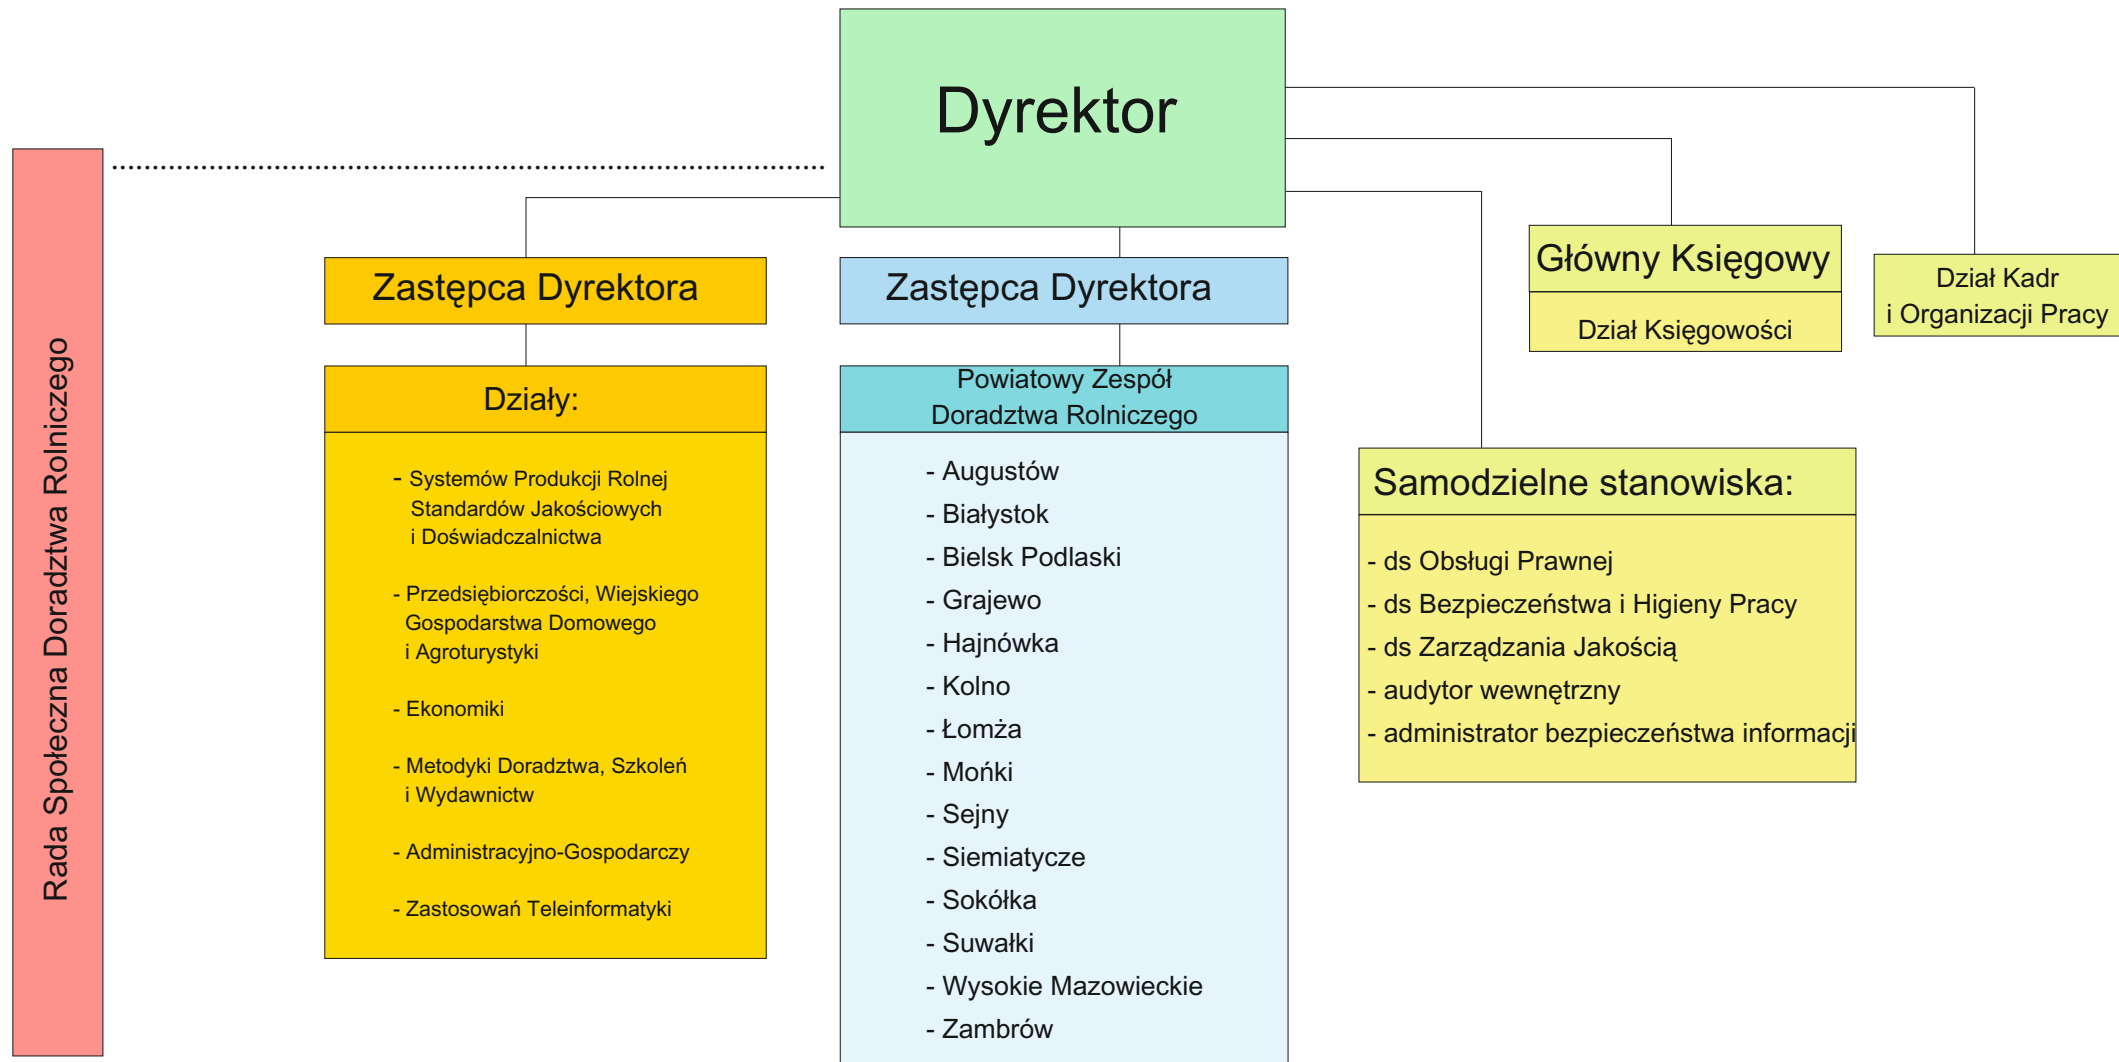 Dyrektor
Rada Społeczna Doradztwa Rolniczego
Zastępca Dyrektora
Działy:
- Systemów Produkcji Rolnej
Standardów Jakościowych
i Doświadczalnictwa
- Przedsiębiorczości, Wiejskiego
Gospodarstwa Domowego
i Agroturystyki
- Ekonomiki
- Metodyki Doradztwa, Szkoleń
i Wydawnictw
- Administracyjno-Gospodarczy
- Zastosowań Teleinformatyki
Zastępca Dyrektora
Powiatowy Zespół
Doradztwa Rolniczego
- Augustów
- Białystok
- Bielsk Podlaski
- Grajewo
- Hajnówka
- Kolno
- Łomża
- Mońki
- Sejny
- Siemiatycze
- Sokółka
- Suwałki
- Wysokie Mazowieckie
- Zambrów
Główny Księgowy
Dział Księgowości
Dział Kadr
i Organizacji Pracy
Samodzielne stanowiska:
- ds Obsługi Prawnej
- ds Bezpieczeństwa i Higieny Pracy
- ds Zarządzania Jakością
- audytor wewnętrzny
- administrator bezpieczeństwa informacji